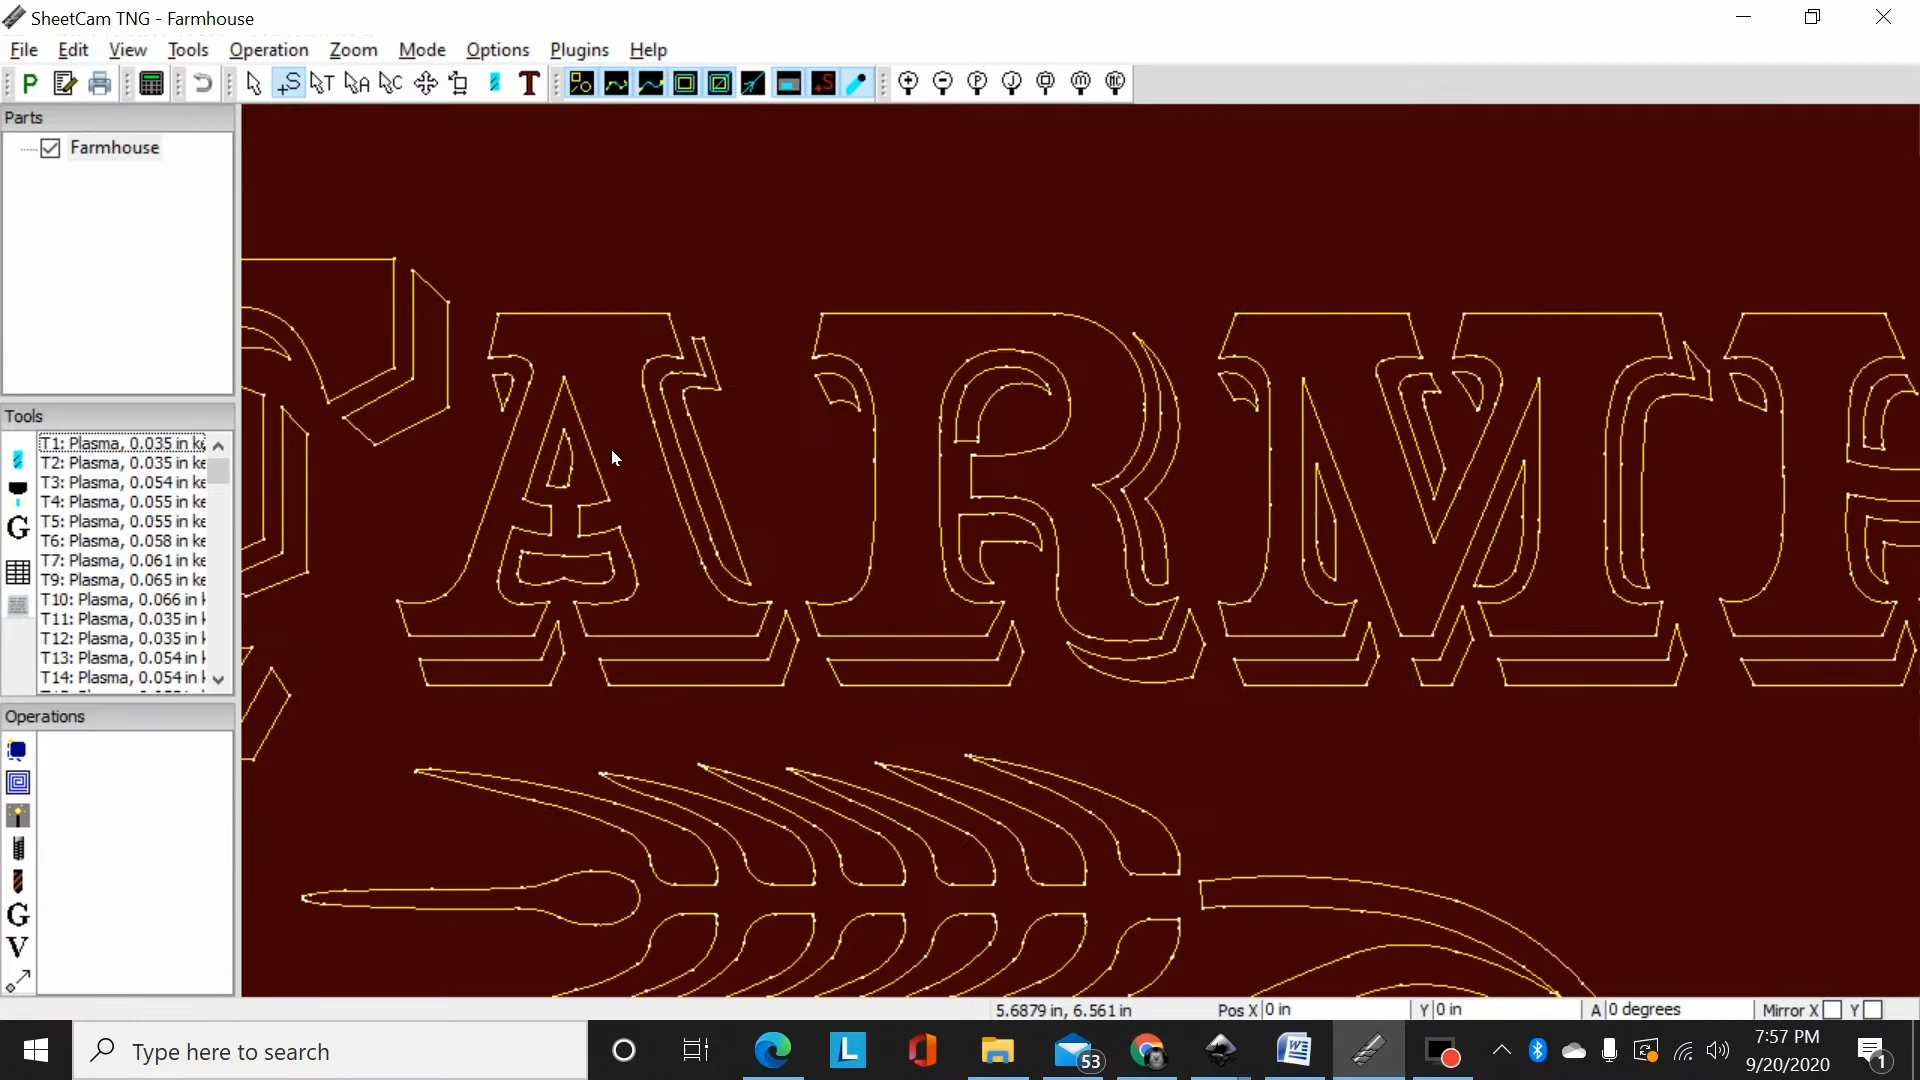 SheetCam TNG - Farmhouse
File Edit View Tools Operation Zoom Mode Options Plugins Help
P S T A C T S P J M MC
Parts
Farmhouse
Tools
T1: Plasma, 0.035 in ke
T2: Plasma, 0.035 in ke
T3: Plasma, 0.054 in ke
T4: Plasma, 0.055 in ke
T5: Plasma, 0.055 in ke
T6: Plasma, 0.058 in ke
T7: Plasma, 0.061 in ke
T9: Plasma, 0.065 in ke
T10: Plasma, 0.066 in k
T11: Plasma, 0.035 in k
T12: Plasma, 0.035 in k
T13: Plasma, 0.054 in k
T14: Plasma, 0.054 in k
G
Operations
G
V
ARM
5.6879 in, 6.561 in Pos X 0 in Y 0 in A 0 degrees Mirror X Y
Type here to search
L
53
W
7:57 PM
9/20/2020
1